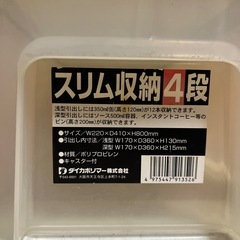 スリム収納4段
浅型引出しには350ml缶(高さ120mm)が12本収納できます。
深型引出しにはソース500ml容器、インスタントコーヒー等の
ビン(高さ200mm)が収納できます。
●サイズ/W220×D410×H800mm
●引出し内寸法/浅型 W170×D360×H130mm
深型 W170×D360×H215mm
●材質/ポリプロピレン
●キャスター付
ダイカポリマー株式会社
4 973447 913526